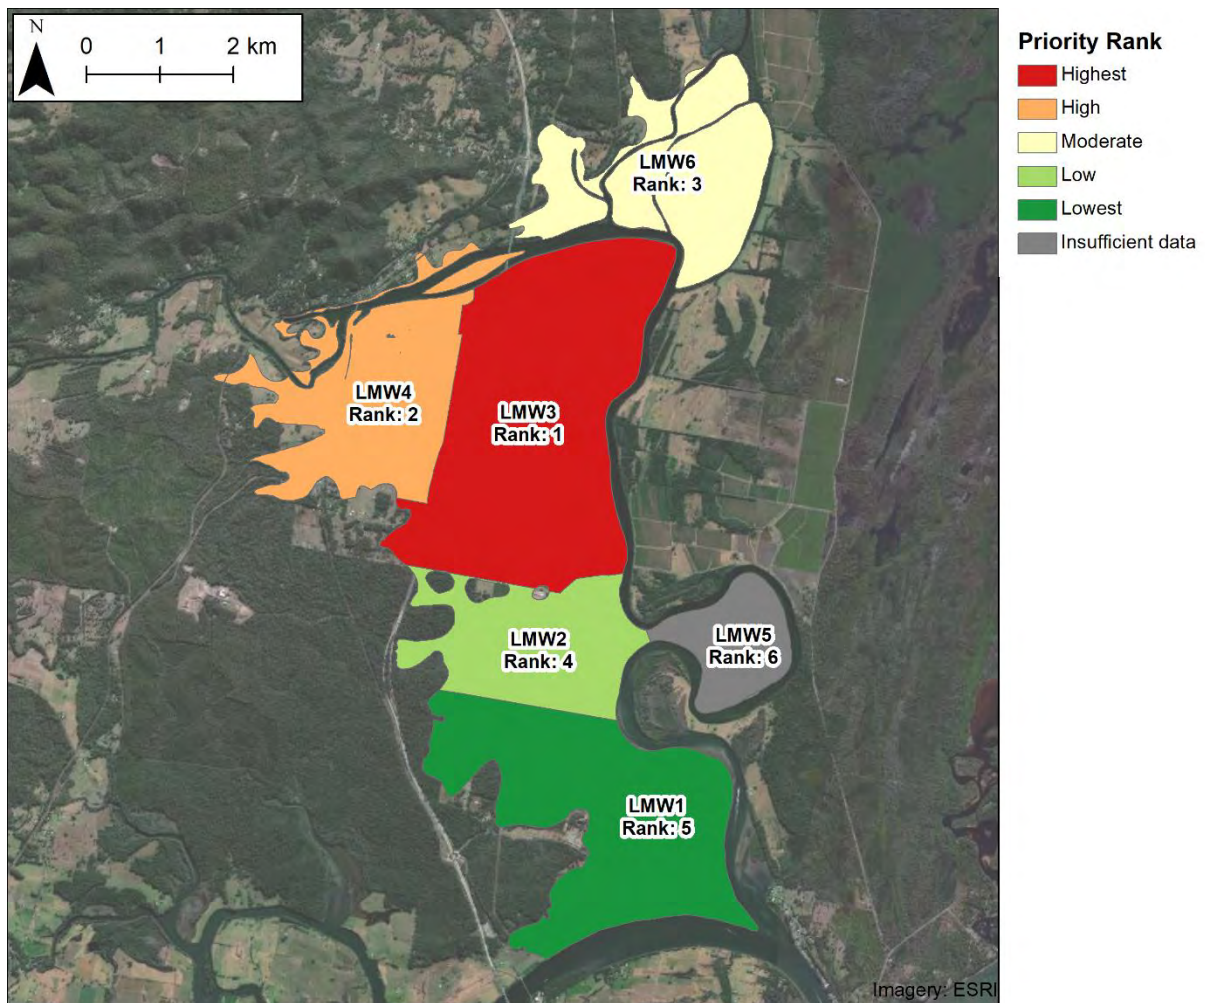 N
0 1 2 km
Priority Rank
Highest
High
Moderate
Low
Lowest
Insufficient data
LMW6
Rank: 3
LMW4
Rank: 2
LMW3
Rank: 1
LMW2
Rank: 4
LMW5
Rank: 6
LMW1
Rank: 5
Imagery: ESRI